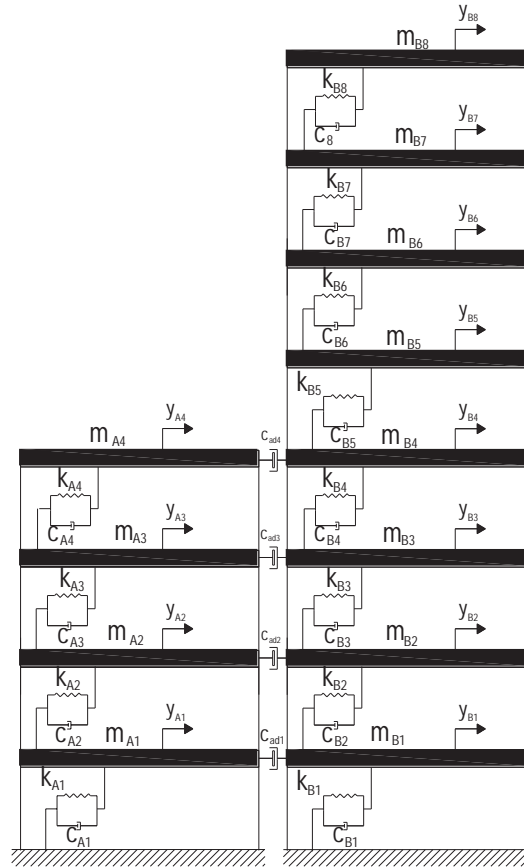 y_B8
m_B8
k_B8
c_8
y_B7
m_B7
k_B7
c_B7
y_B6
m_B6
k_B6
c_B6
y_B5
m_B5
k_B5
c_B5
y_A4
m_A4
c_ad4
y_B4
m_B4
k_A4
c_A4
k_B4
c_B4
y_A3
m_A3
c_ad3
y_B3
m_B3
k_A3
c_A3
k_B3
c_B3
y_A2
m_A2
c_ad2
y_B2
m_B2
k_A2
c_A2
k_B2
c_B2
y_A1
m_A1
c_ad1
y_B1
m_B1
k_A1
c_A1
k_B1
c_B1